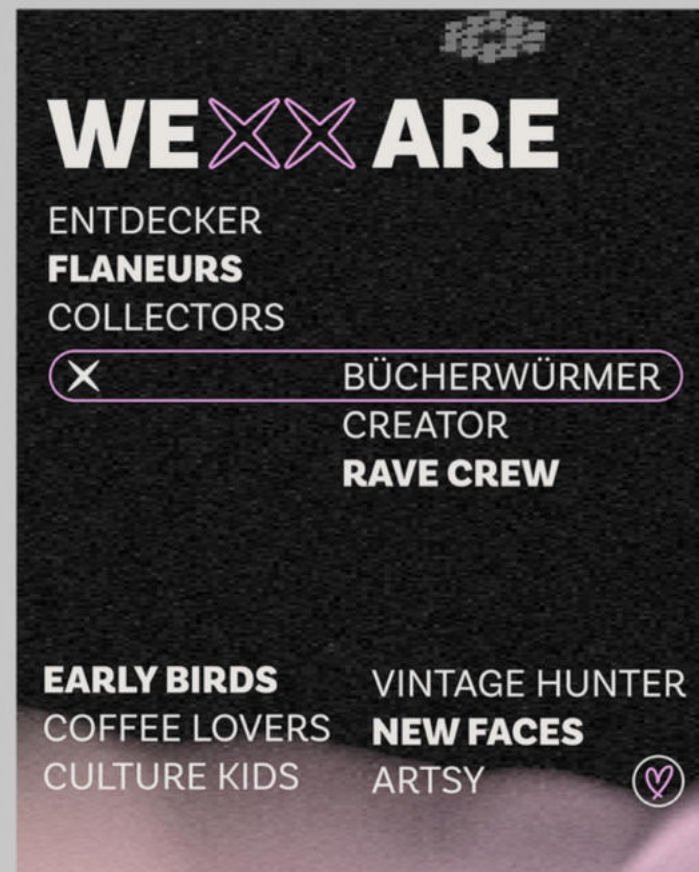 WEXX ARE
ENTDECKER
FLANEURS
COLLECTORS
X BÜCHERWÜRMER
CREATOR
RAVE CREW
EARLY BIRDS
COFFEE LOVERS
CULTURE KIDS
VINTAGE HUNTER
NEW FACES
ARTSY